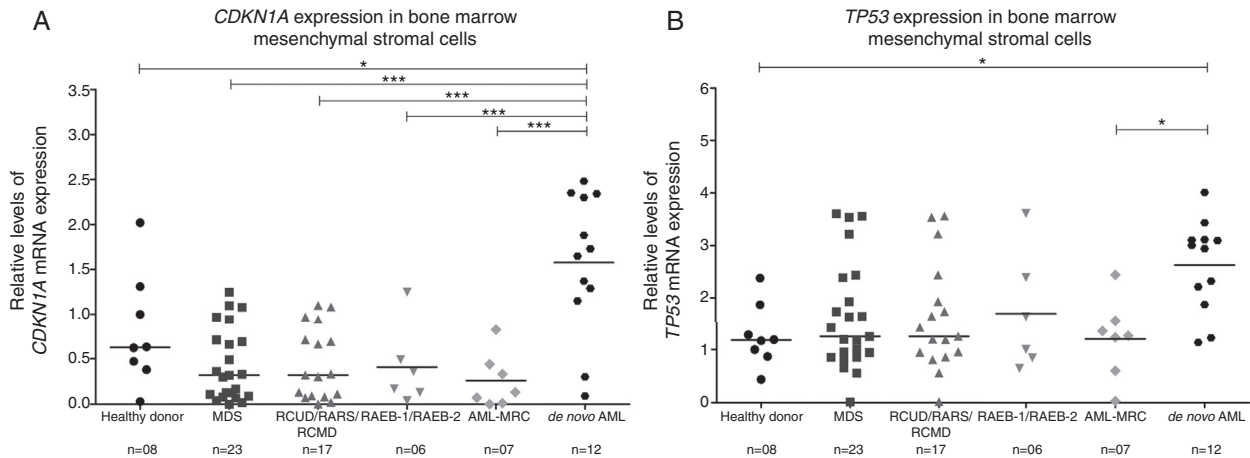 A
CDKN1A expression in bone marrow
mesenchymal stromal cells
*
***
***
***
***
3.5
3.0
2.5
2.0
1.5
1.0
0.5
0.0
Relative levels of
CDKN1A mRNA expression
Healthy donor MDS RCUD/RARS/ RAEB-1/RAEB-2 AML-MRC de novo AML
RCMD
n=08 n=23 n=17 n=06 n=07 n=12
B
TP53 expression in bone marrow
mesenchymal stromal cells
*
*
6
5
4
3
2
1
0
Relative levels of
TP53 mRNA expression
Healthy donor MDS RCUD/RARS/ RAEB-1/RAEB-2 AML-MRC de novo AML
RCMD
n=08 n=23 n=17 n=06 n=07 n=12